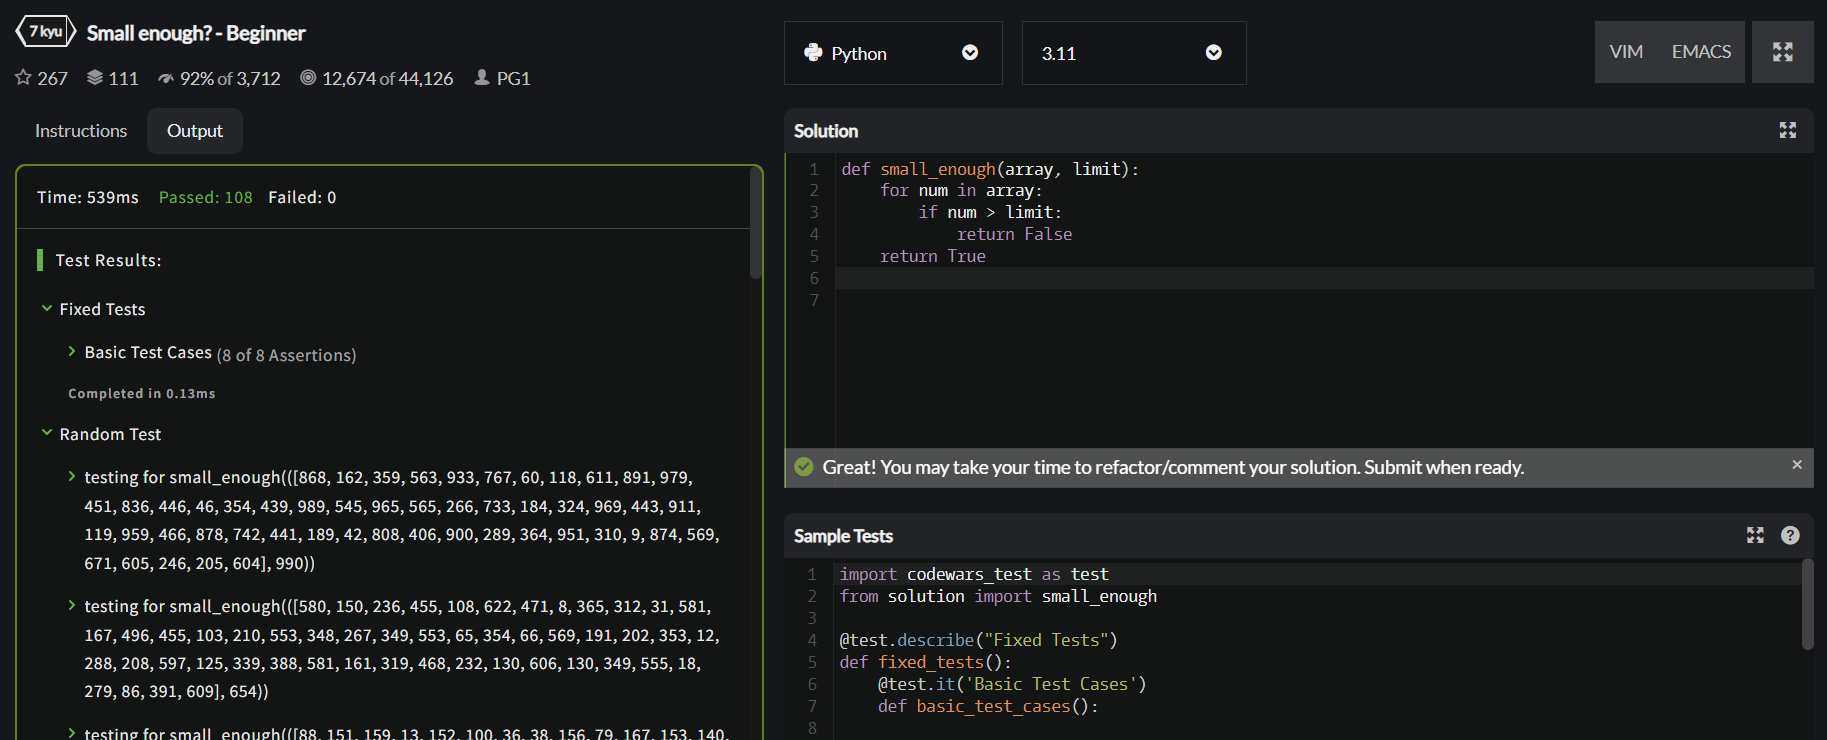 7 kyu Small enough? - Beginner
267 111 92% of 3,712 12,674 of 44,126 PG1
Instructions Output
Time: 539ms Passed: 108 Failed: 0
Test Results:
Fixed Tests
Basic Test Cases (8 of 8 Assertions)
Completed in 0.13ms
Random Test
testing for small_enough(([868, 162, 359, 563, 933, 767, 60, 118, 611, 891, 979,
451, 836, 446, 46, 354, 439, 989, 545, 965, 565, 266, 733, 184, 324, 969, 443, 911,
119, 959, 466, 878, 742, 441, 189, 42, 808, 406, 900, 289, 364, 951, 310, 9, 874, 569,
671, 605, 246, 205, 604], 990))
testing for small_enough(([580, 150, 236, 455, 108, 622, 471, 8, 365, 312, 31, 581,
167, 496, 455, 103, 210, 553, 348, 267, 349, 553, 65, 354, 66, 569, 191, 202, 353, 12,
288, 208, 597, 125, 339, 388, 581, 161, 319, 468, 232, 130, 606, 130, 349, 555, 18,
279, 86, 391, 609], 654))
testing for small_enough(([88, 151, 159, 13, 152, 100, 36, 38, 156, 79, 167, 153, 140,
Python 3.11 VIM EMACS
Solution
1 def small_enough(array, limit):
2     for num in array:
3         if num > limit:
4             return False
5     return True
6
7
Great! You may take your time to refactor/comment your solution. Submit when ready. ×
Sample Tests ?
1 import codewars_test as test
2 from solution import small_enough
3
4 @test.describe("Fixed Tests")
5 def fixed_tests():
6     @test.it('Basic Test Cases')
7     def basic_test_cases():
8